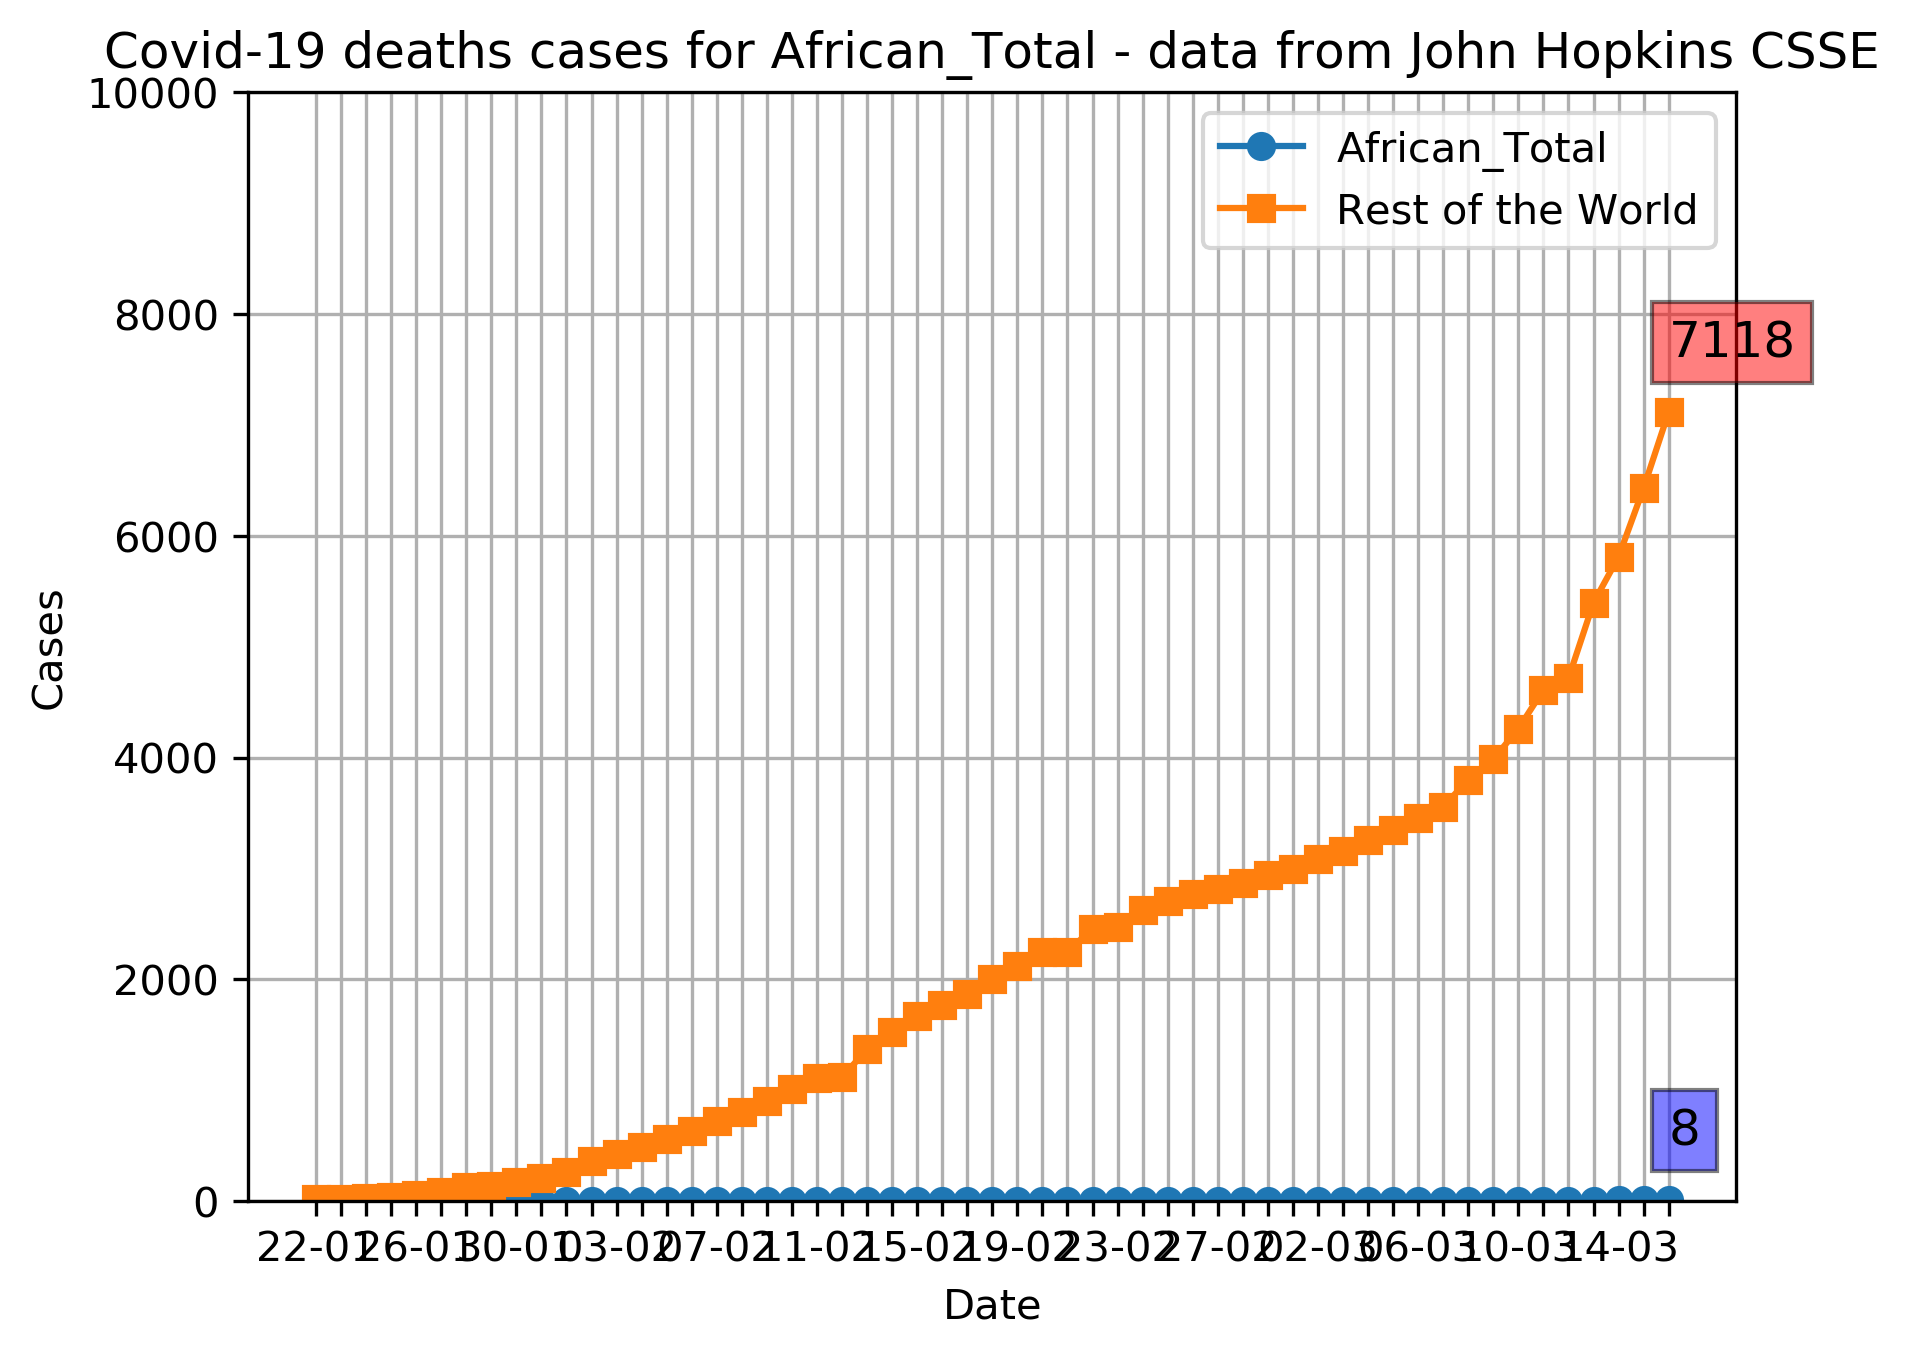 Covid-19 deaths cases for African_Total - data from John Hopkins CSSE
10000
African_Total
Rest of the World
8000
7118
6000
Cases
4000
2000
8
0
22-01 26-01 30-01 03-02 07-02 11-02 15-02 19-02 23-02 27-02 02-03 06-03 10-03 14-03
Date